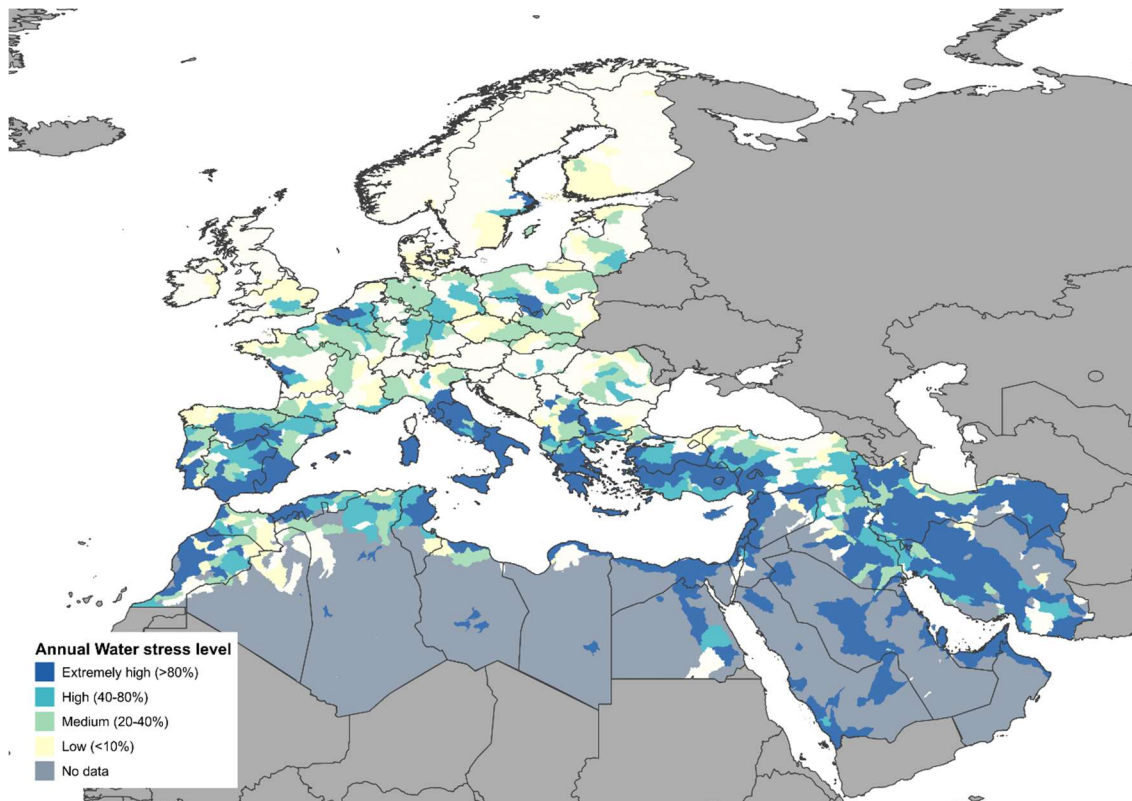 Annual Water stress level
Extremely high (>80%)
High (40-80%)
Medium (20-40%)
Low (<10%)
No data